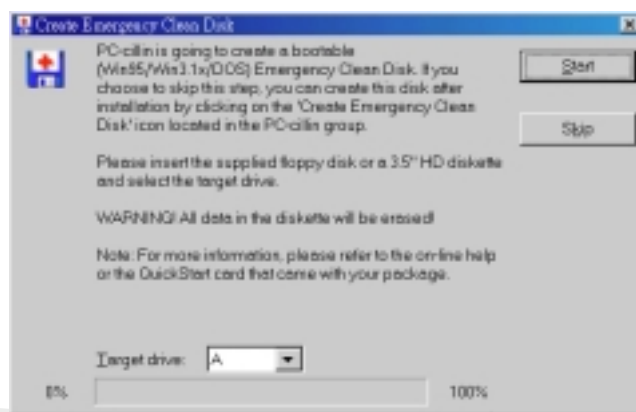 Create Emergency Clean Disk
PC-cillin is going to create a bootable
(Win95/Win3.1x/DOS) Emergency Clean Disk. If you
choose to skip this step, you can create this disk after
installation by clicking on the 'Create Emergency Clean
Disk' icon located in the PC-cillin group.
Start
Skip
Please insert the supplied floppy disk or a 3.5" HD diskette
and select the target drive.
WARNING! All data in the diskette will be erased!
Note: For more information, please refer to the on-line help
or the QuickStart card that came with your package.
Target drive: A
0% 100%